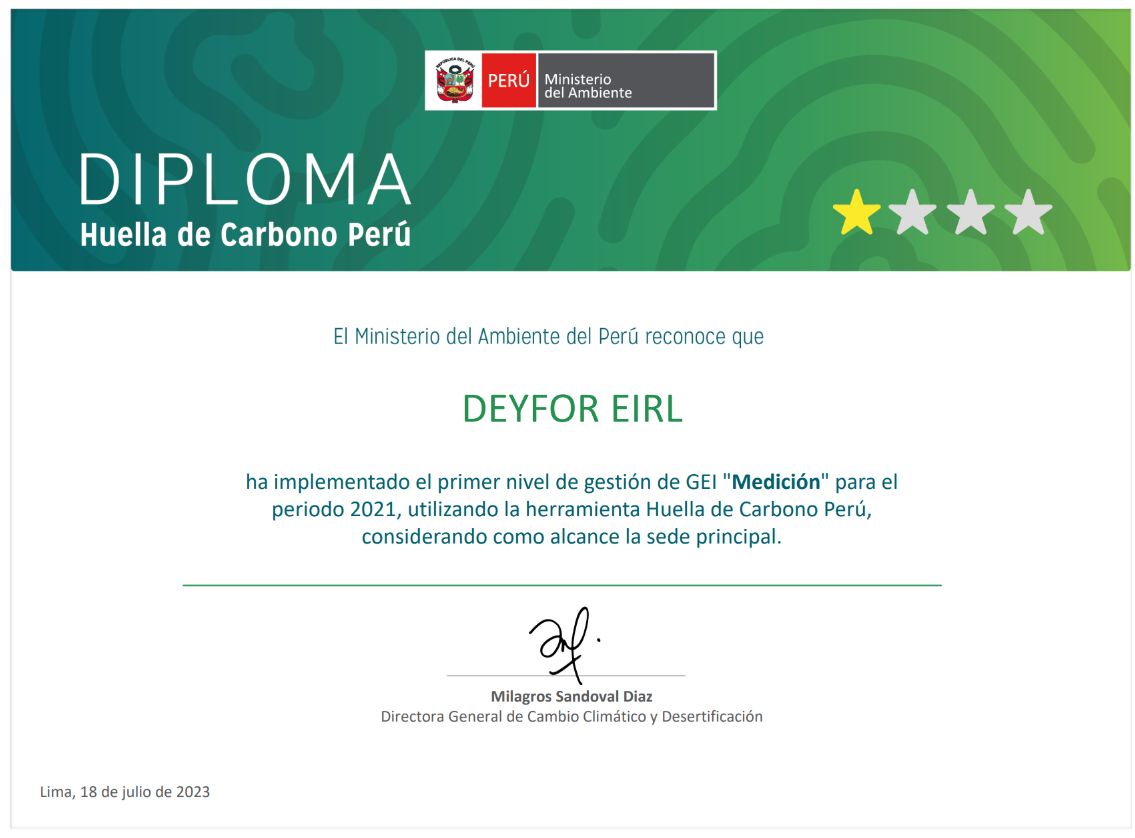 REPÚBLICA DEL PERÚ
PERÚ
Ministerio
del Ambiente
DIPLOMA
Huella de Carbono Perú
El Ministerio del Ambiente del Perú reconoce que
DEYFOR EIRL
ha implementado el primer nivel de gestión de GEI "Medición" para el
periodo 2021, utilizando la herramienta Huella de Carbono Perú,
considerando como alcance la sede principal.
Milagros Sandoval Diaz
Directora General de Cambio Climático y Desertificación
Lima, 18 de julio de 2023